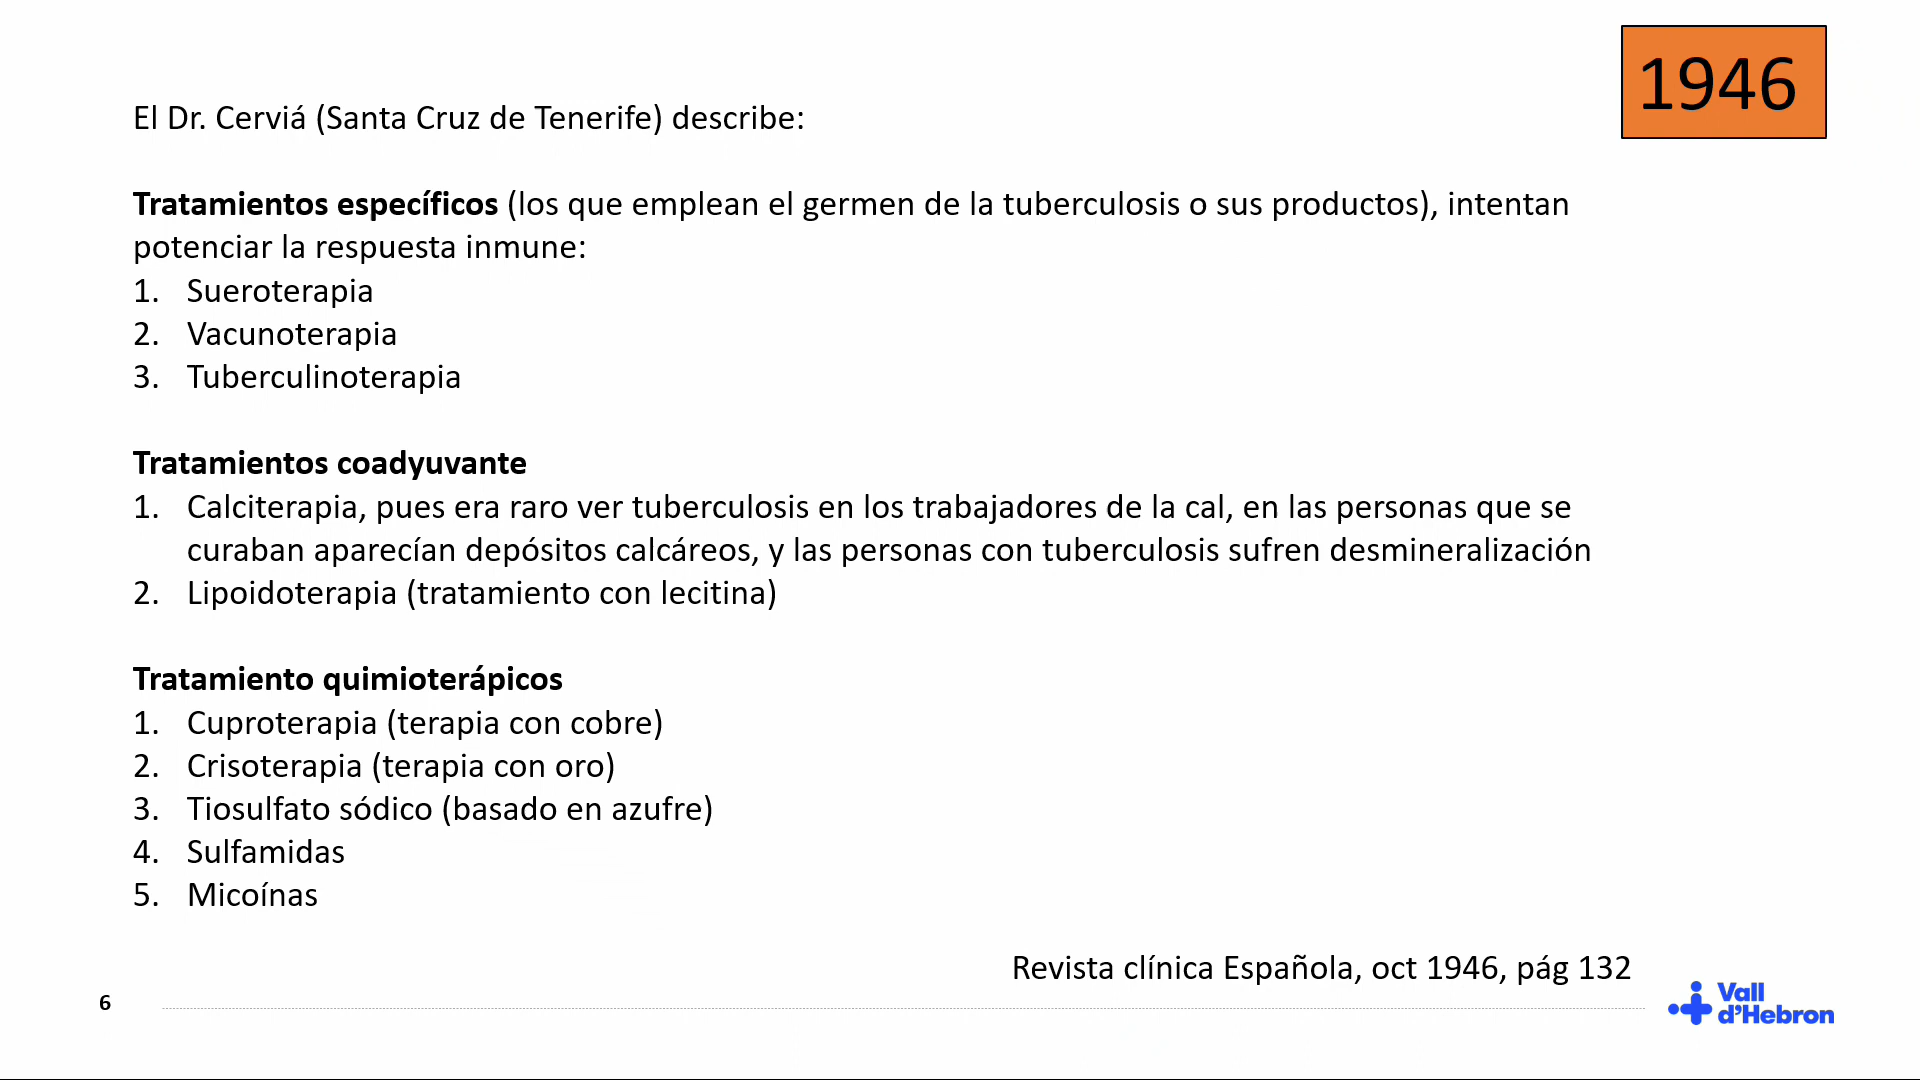 1946
El Dr. Cerviá (Santa Cruz de Tenerife) describe:
Tratamientos específicos (los que emplean el germen de la tuberculosis o sus productos), intentan
potenciar la respuesta inmune:
1. Sueroterapia
2. Vacunoterapia
3. Tuberculinoterapia
Tratamientos coadyuvante
1. Calciterapia, pues era raro ver tuberculosis en los trabajadores de la cal, en las personas que se
curaban aparecían depósitos calcáreos, y las personas con tuberculosis sufren desmineralización
2. Lipoidoterapia (tratamiento con lecitina)
Tratamiento quimioterápicos
1. Cuproterapia (terapia con cobre)
2. Crisoterapia (terapia con oro)
3. Tiosulfato sódico (basado en azufre)
4. Sulfamidas
5. Micoínas
Revista clínica Española, oct 1946, pág 132
6
Vall
d'Hebron